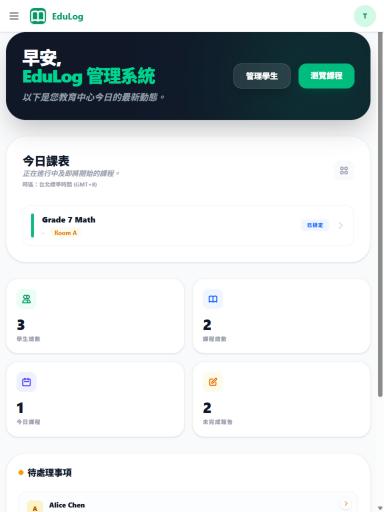 EduLog
T
早安,
EduLog 管理系統
以下是您教育中心今日的最新動態。
管理學生
瀏覽課程
今日課表
正在進行中及即將開始的課程。
時區：台北標準時間 (GMT+8)
Grade 7 Math
Room A
已排定
3
學生總數
2
課程總數
1
今日課程
2
未完成報告
待處理事項
A
Alice Chen